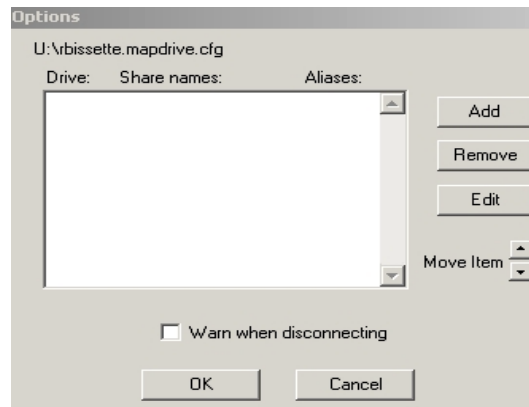 Options
U:\rbissette.mapdrive.cfg
Drive: Share names: Aliases:
Add
Remove
Edit
Move Item
Warn when disconnecting
OK Cancel